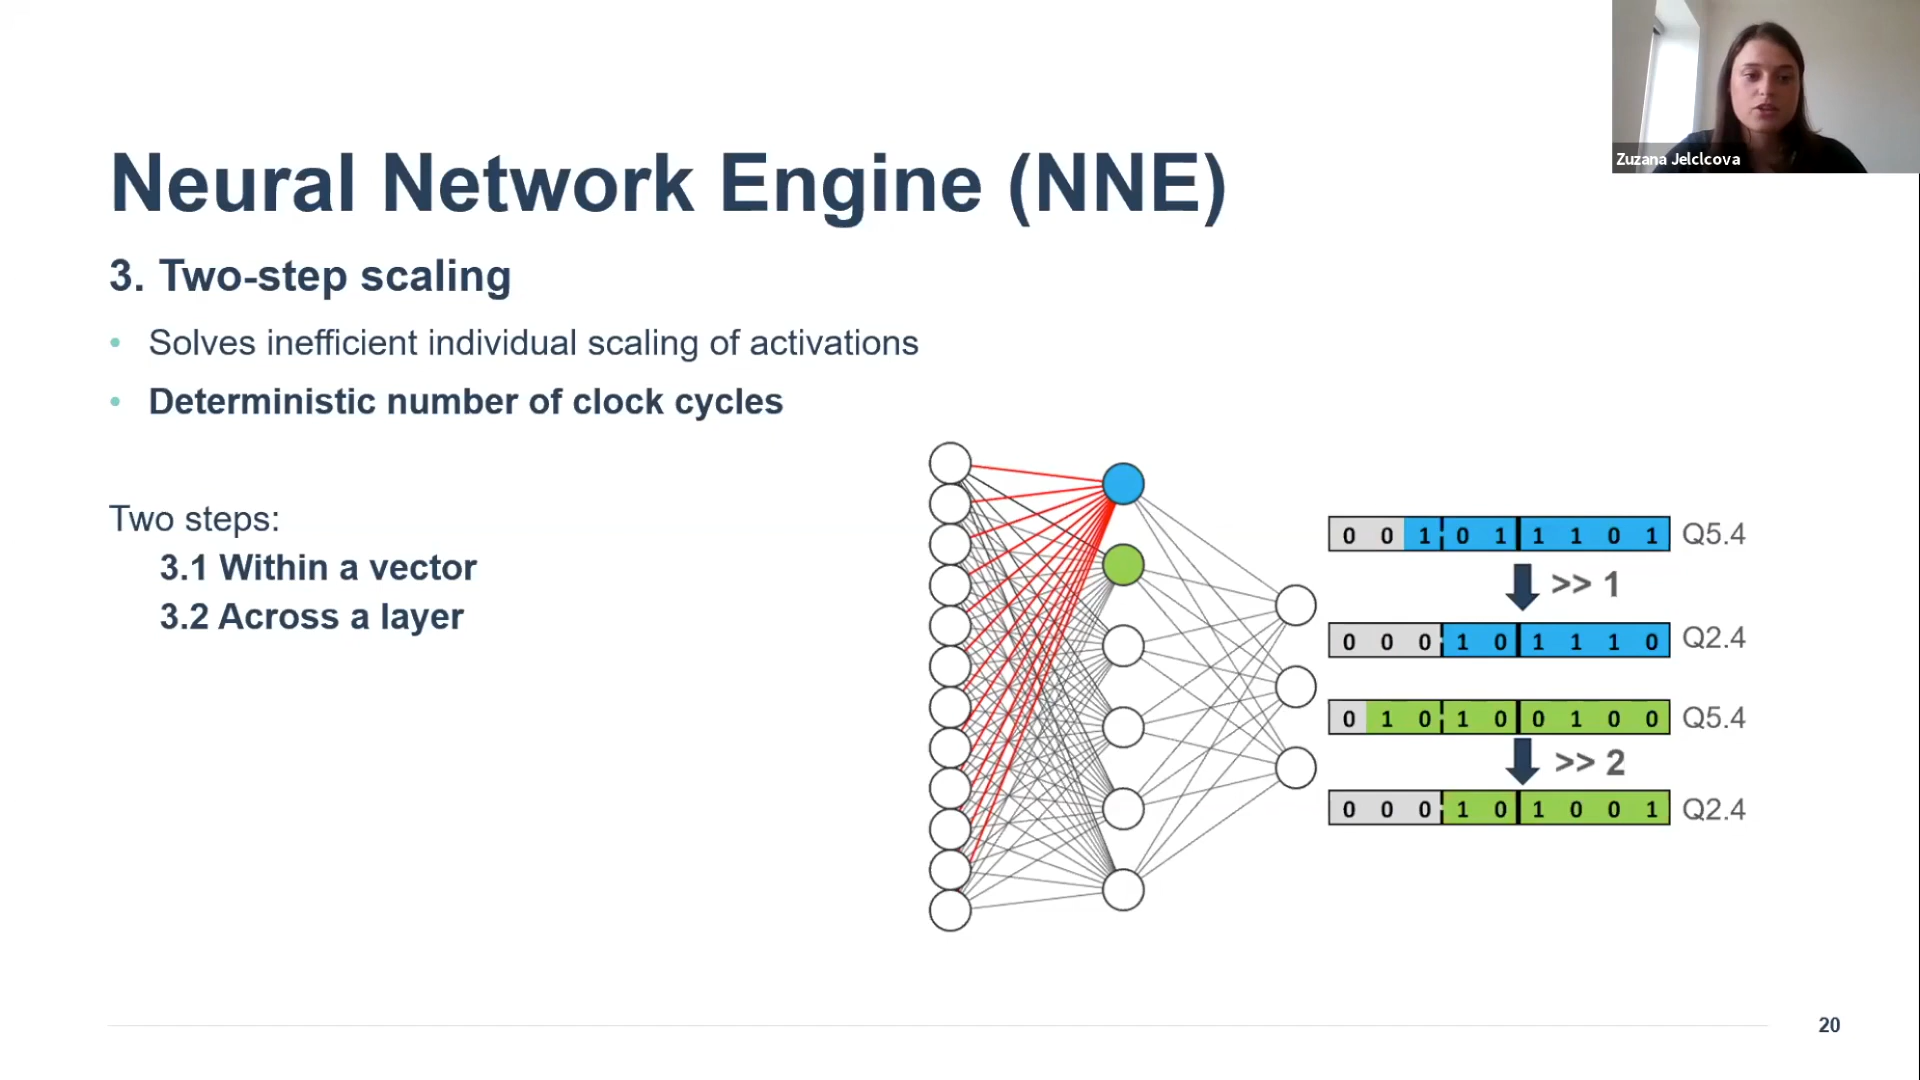 Zuzana Jelclcova
Neural Network Engine (NNE)
3. Two-step scaling
• Solves inefficient individual scaling of activations
• Deterministic number of clock cycles
Two steps:
3.1 Within a vector
3.2 Across a layer
0 0 1 0 1 1 1 0 1 Q5.4
>> 1
0 0 0 1 0 1 1 1 0 Q2.4
0 1 0 1 0 0 1 0 0 Q5.4
>> 2
0 0 0 1 0 1 0 0 1 Q2.4
20